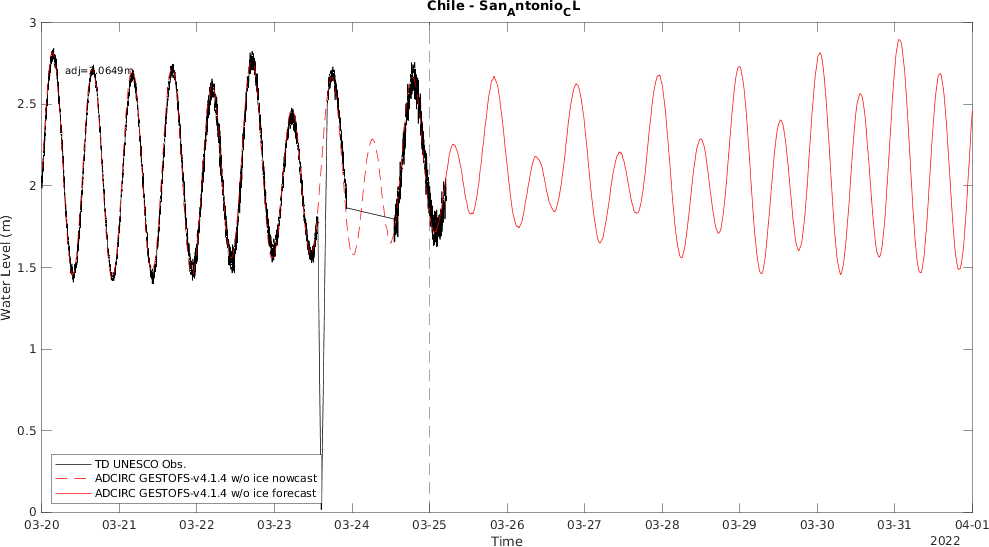 Chile - SanAntonioCL
3
adj=2.0649m
2.5
2
1.5
1
0.5
0
Water Level (m)
TD UNESCO Obs.
ADCIRC GESTOFS-v4.1.4 w/o ice nowcast
ADCIRC GESTOFS-v4.1.4 w/o ice forecast
03-20 03-21 03-22 03-23 03-24 03-25 03-26 03-27 03-28 03-29 03-30 03-31 04-01
Time
2022